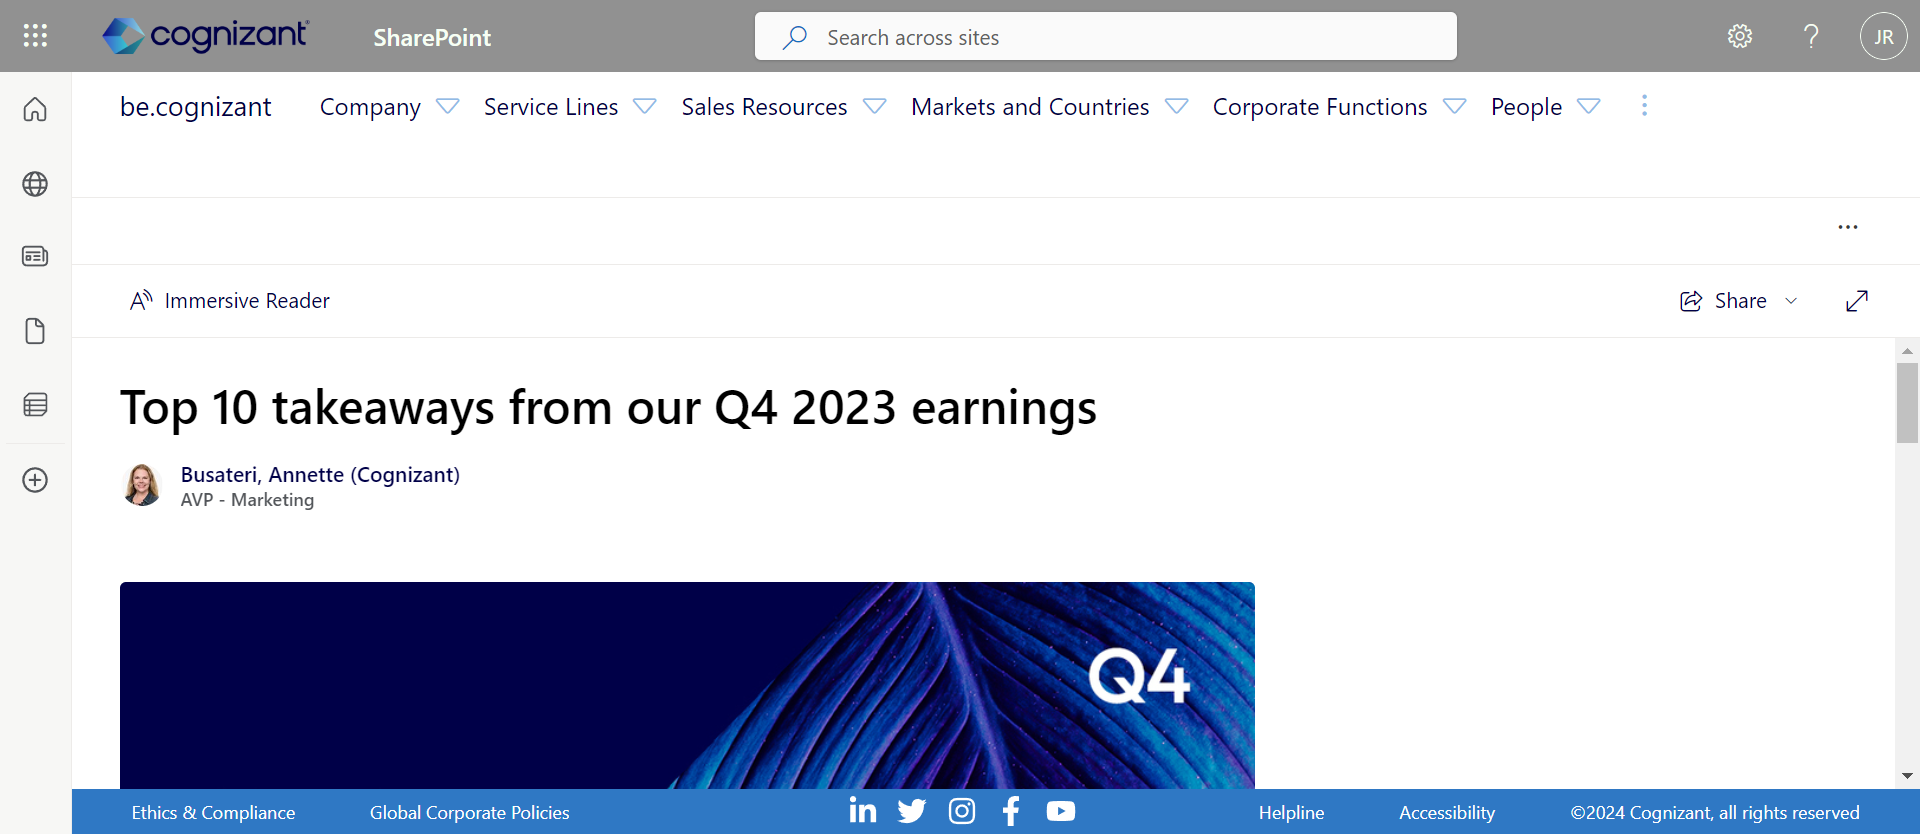 cognizant
SharePoint
Search across sites
JR
be.cognizant
Company
Service Lines
Sales Resources
Markets and Countries
Corporate Functions
People
Immersive Reader
Share
Top 10 takeaways from our Q4 2023 earnings
Busateri, Annette (Cognizant)
AVP - Marketing
Q4
Ethics & Compliance
Global Corporate Policies
Helpline
Accessibility
©2024 Cognizant, all rights reserved